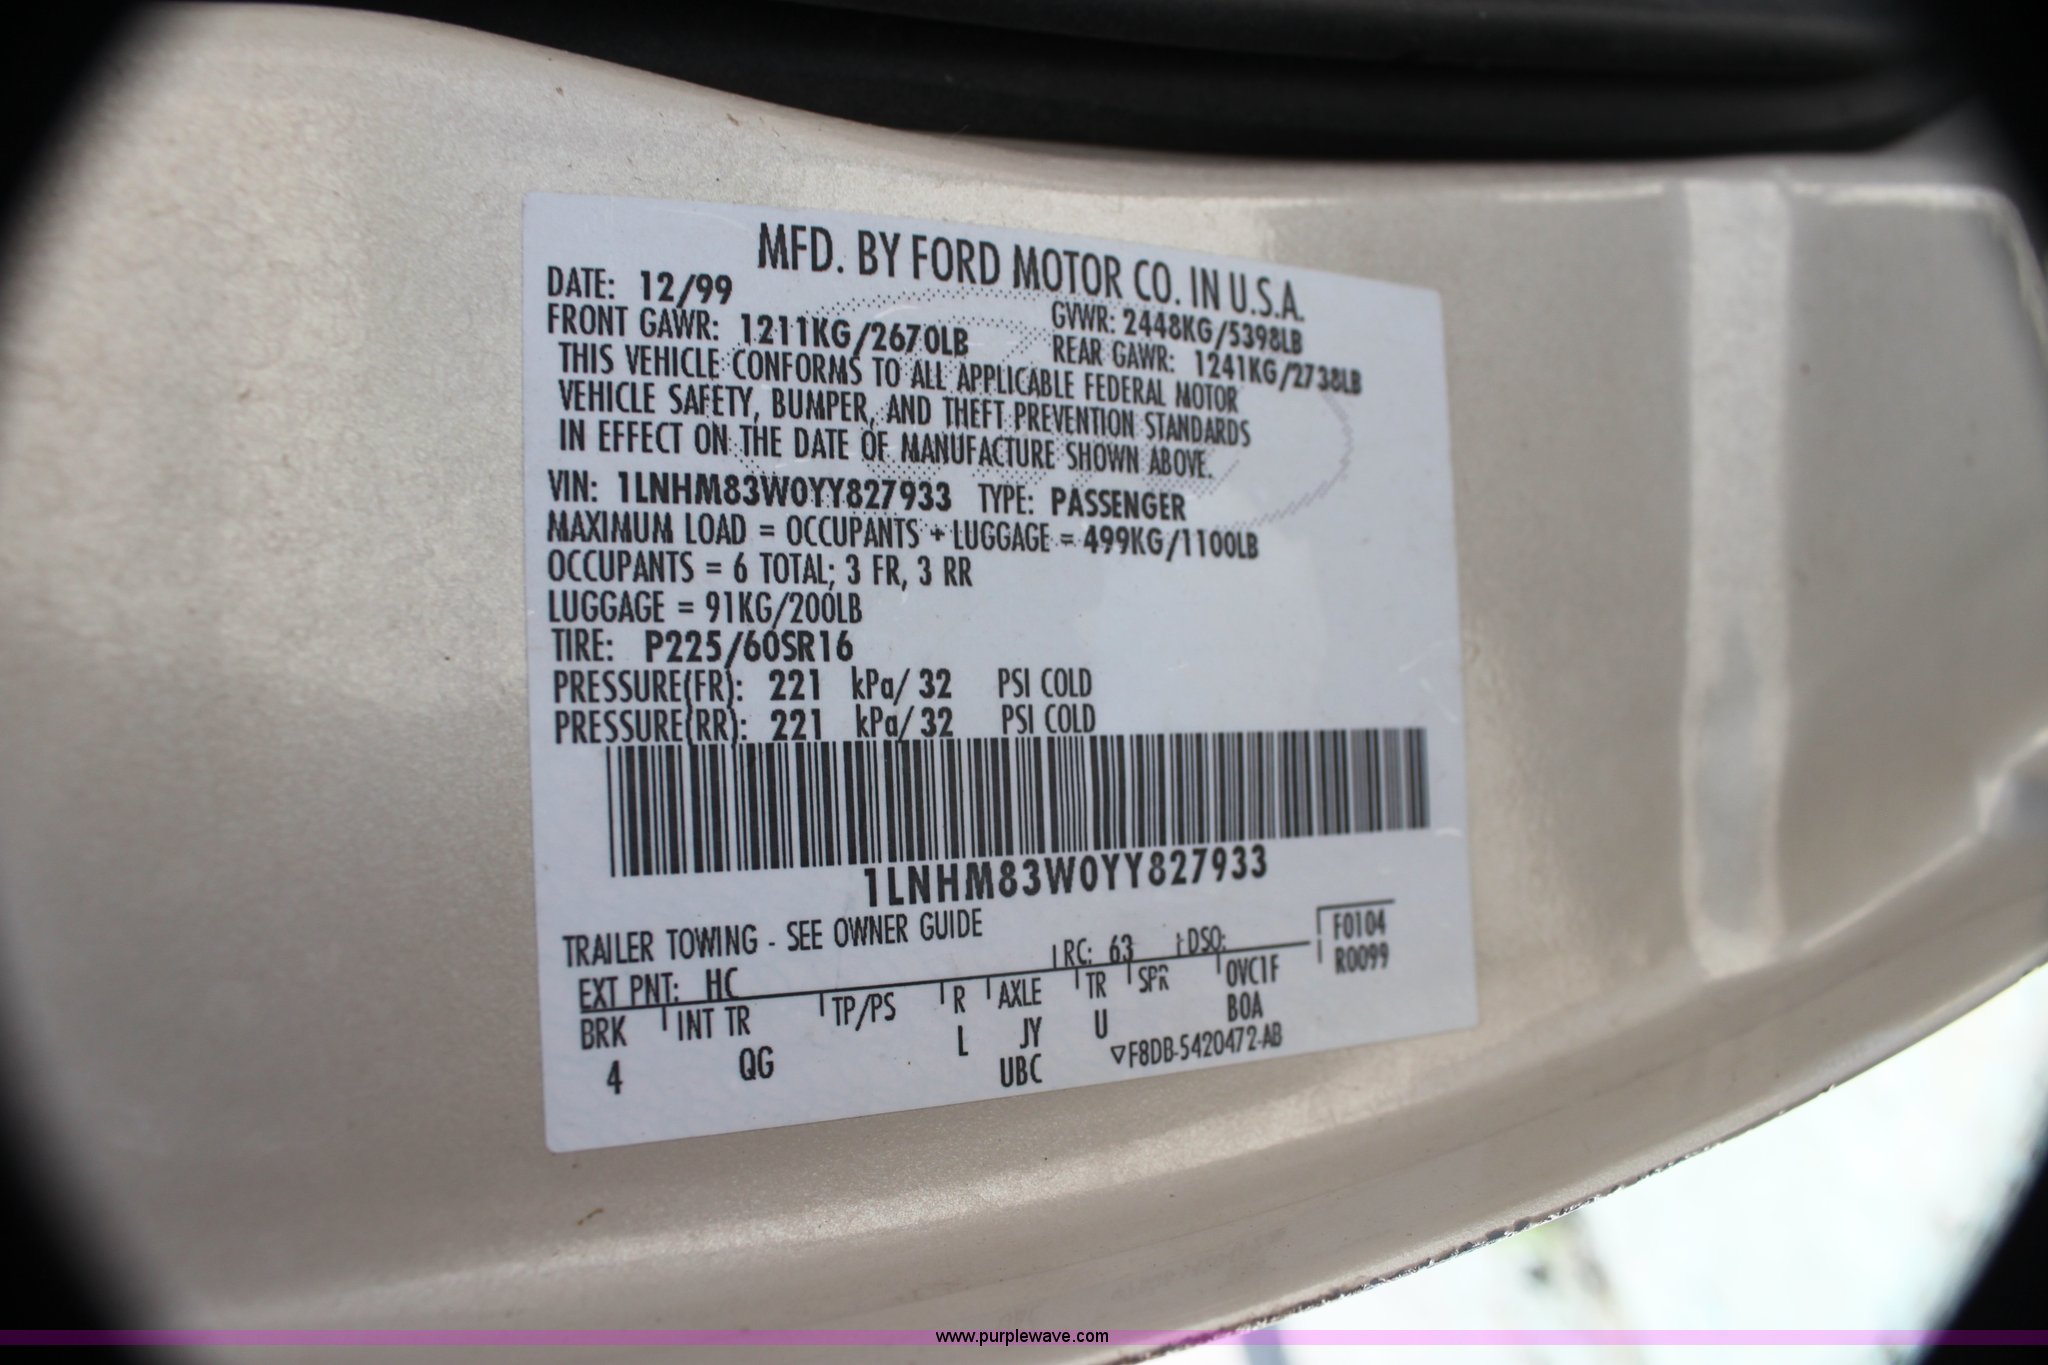 MFD. BY FORD MOTOR CO. IN U.S.A.
DATE: 12/99 GVWR: 2448KG/5398LB
FRONT GAWR: 1211KG/2670LB REAR GAWR: 1241KG/2738LB
THIS VEHICLE CONFORMS TO ALL APPLICABLE FEDERAL MOTOR
VEHICLE SAFETY, BUMPER, AND THEFT PREVENTION STANDARDS
IN EFFECT ON THE DATE OF MANUFACTURE SHOWN ABOVE.
VIN: 1LNHM83W0YY827933 TYPE: PASSENGER
MAXIMUM LOAD = OCCUPANTS + LUGGAGE = 499KG/1100LB
OCCUPANTS = 6 TOTAL; 3 FR, 3 RR
LUGGAGE = 91KG/200LB
TIRE: P225/60SR16
PRESSURE(FR): 221 kPa/ 32 PSI COLD
PRESSURE(RR): 221 kPa/ 32 PSI COLD
1LNHM83W0YY827933
TRAILER TOWING - SEE OWNER GUIDE
EXT PNT: HC RC: 63 DSO: F0104
R0099
BRK INT TR TP/PS R AXLE TR SPR OVC1F
4 QG L JY U BOA
UBC ▽F8DB-5420472-AB
www.purplewave.com